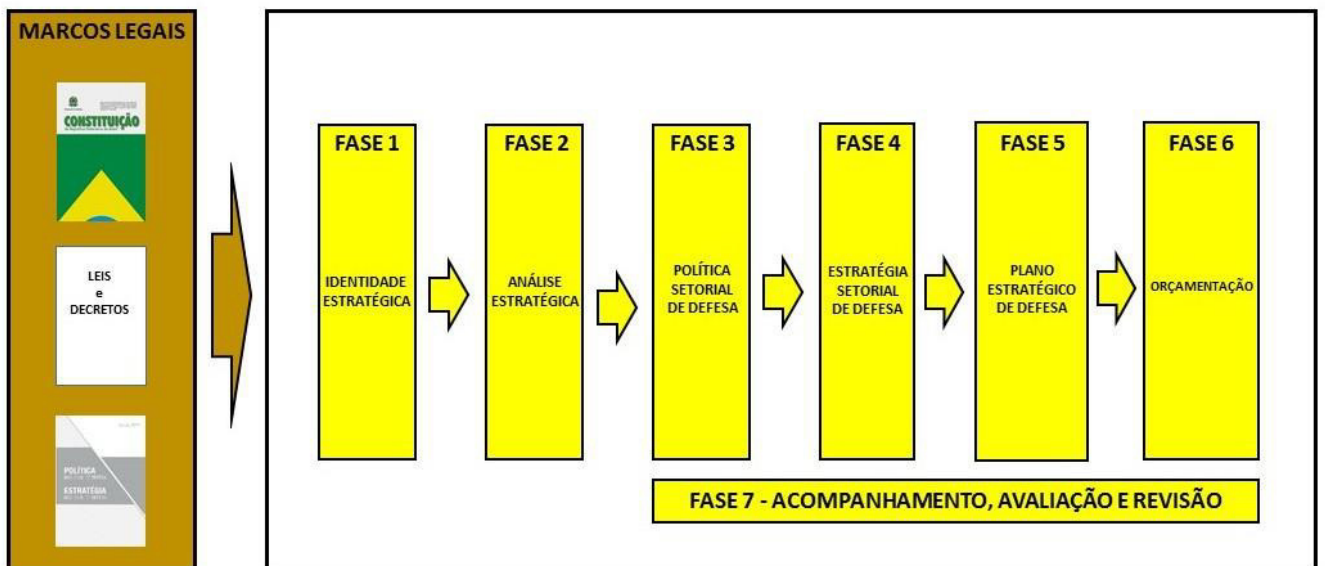 MARCOS LEGAIS
CONSTITUIÇÃO
LEIS
e
DECRETOS
POLÍTICA
ESTRATÉGIA
FASE 1
IDENTIDADE
ESTRATÉGICA
FASE 2
ANÁLISE
ESTRATÉGICA
FASE 3
POLÍTICA
SETORIAL
DE DEFESA
FASE 4
ESTRATÉGIA
SETORIAL
DE DEFESA
FASE 5
PLANO
ESTRATÉGICO
DE DEFESA
FASE 6
ORÇAMENTAÇÃO
FASE 7 - ACOMPANHAMENTO, AVALIAÇÃO E REVISÃO